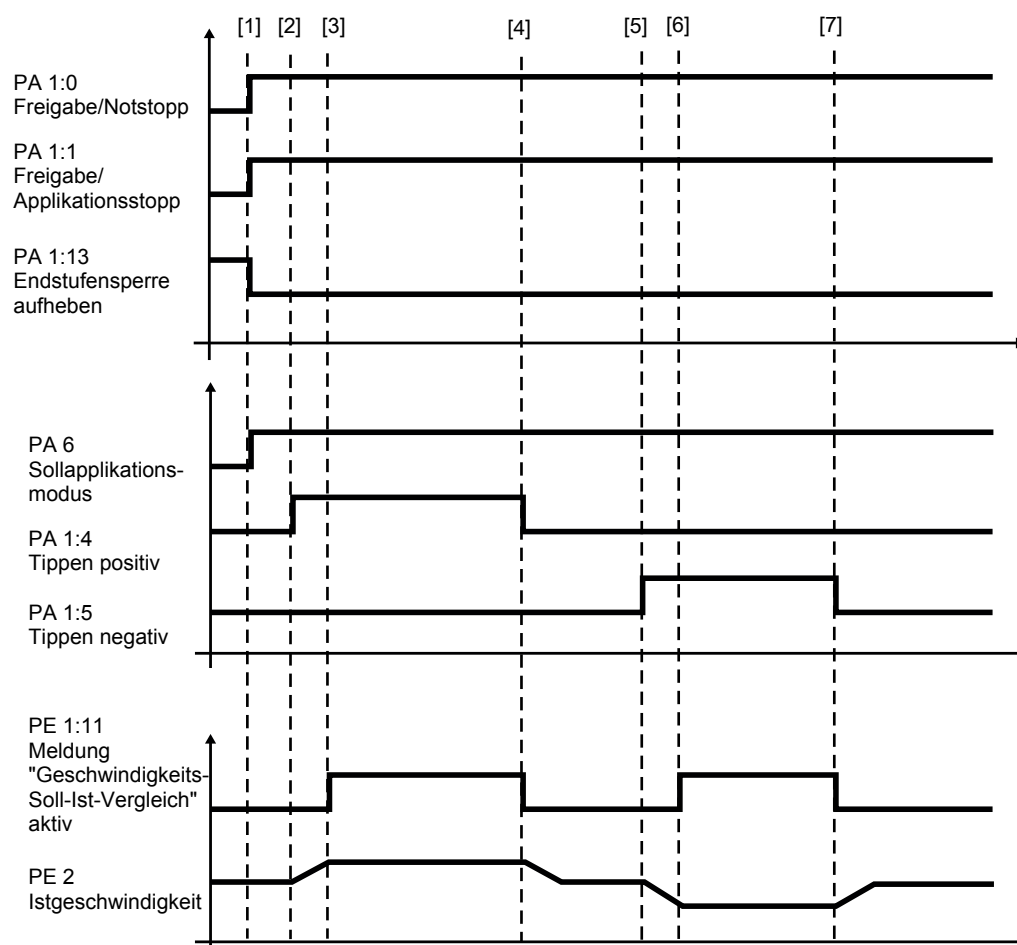 [1] [2] [3] [4] [5] [6] [7]
PA 1:0
Freigabe/Notstopp
PA 1:1
Freigabe/
Applikationsstopp
PA 1:13
Endstufensperre
aufheben
PA 6
Sollapplikations-
modus
PA 1:4
Tippen positiv
PA 1:5
Tippen negativ
PE 1:11
Meldung
"Geschwindigkeits-
Soll-Ist-Vergleich"
aktiv
PE 2
Istgeschwindigkeit